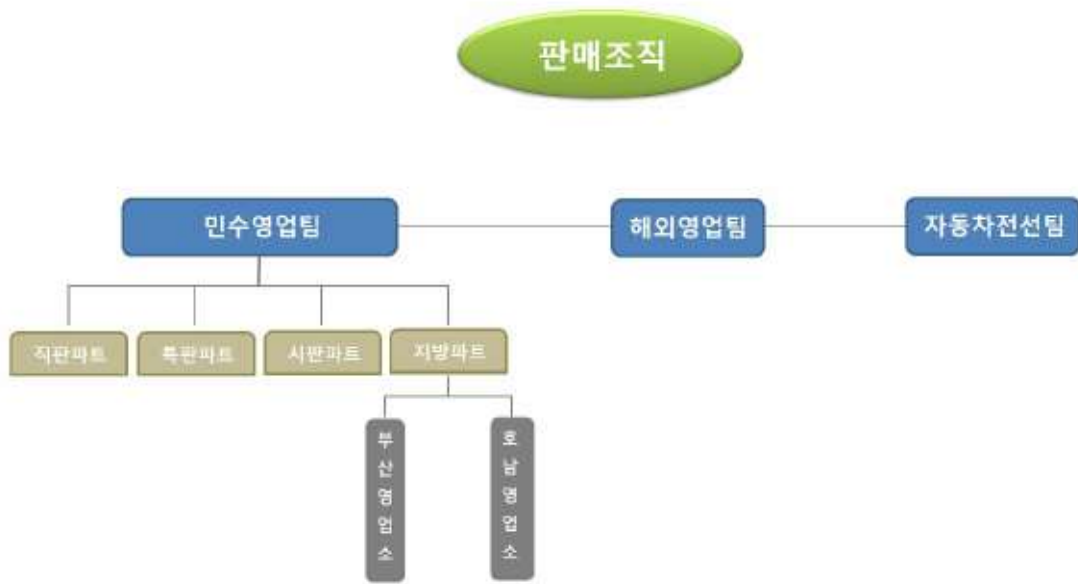 판매조직
민수영업팀
해외영업팀
자동차전선팀
직판파트
특판파트
시판파트
지방파트
부산영업소
호남영업소